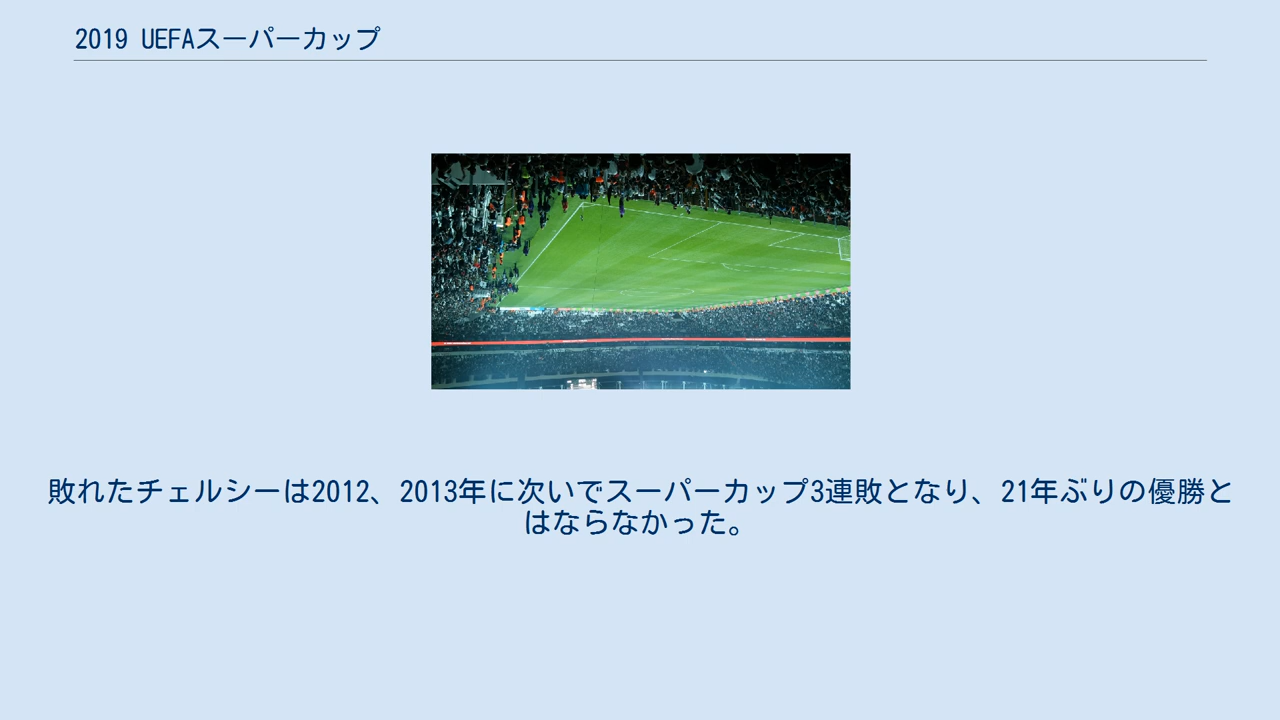 2019 UEFAスーパーカップ
敗れたチェルシーは2012、2013年に次いでスーパーカップ3連敗となり、21年ぶりの優勝と
はならなかった。